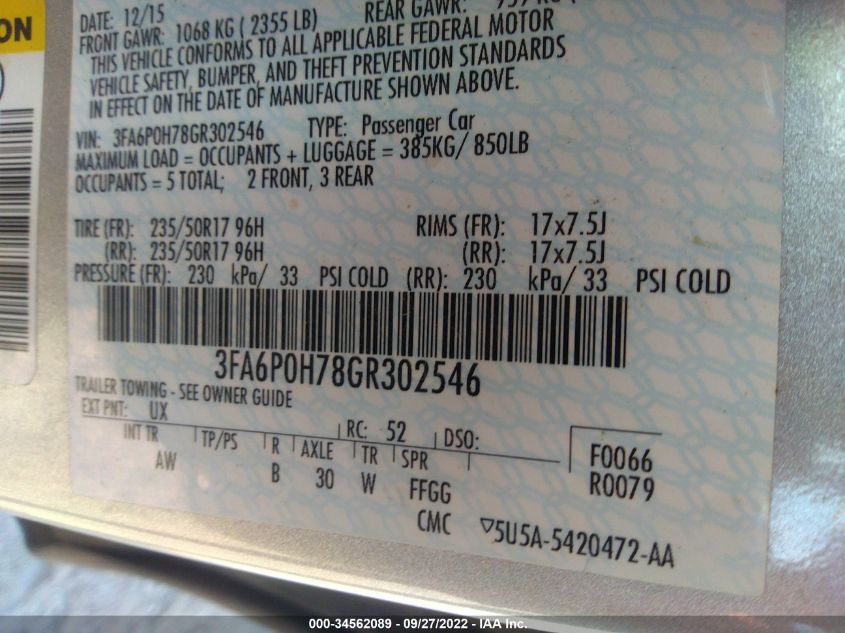 ON
DATE: 12/15
FRONT GAWR: 1068 KG ( 2355 LB) REAR GAWR:
THIS VEHICLE CONFORMS TO ALL APPLICABLE FEDERAL MOTOR
VEHICLE SAFETY, BUMPER, AND THEFT PREVENTION STANDARDS
IN EFFECT ON THE DATE OF MANUFACTURE SHOWN ABOVE.
VIN: 3FA6P0H78GR302546 TYPE: Passenger Car
MAXIMUM LOAD = OCCUPANTS + LUGGAGE = 385KG/ 850LB
OCCUPANTS = 5 TOTAL; 2 FRONT, 3 REAR
TIRE (FR): 235/50R17 96H RIMS (FR): 17x7.5J
(RR): 235/50R17 96H (RR): 17x7.5J
PRESSURE (FR): 230 kPa/ 33 PSI COLD (RR): 230 kPa/ 33 PSI COLD
3FA6P0H78GR302546
TRAILER TOWING - SEE OWNER GUIDE
EXT PNT: UX RC: 52 DSO:
INT TR TP/PS R AXLE TR SPR F0066
AW B 30 W FFGG R0079
CMC ▽5U5A-5420472-AA
000-34562089 / 09/27/2022 - IAA Inc.